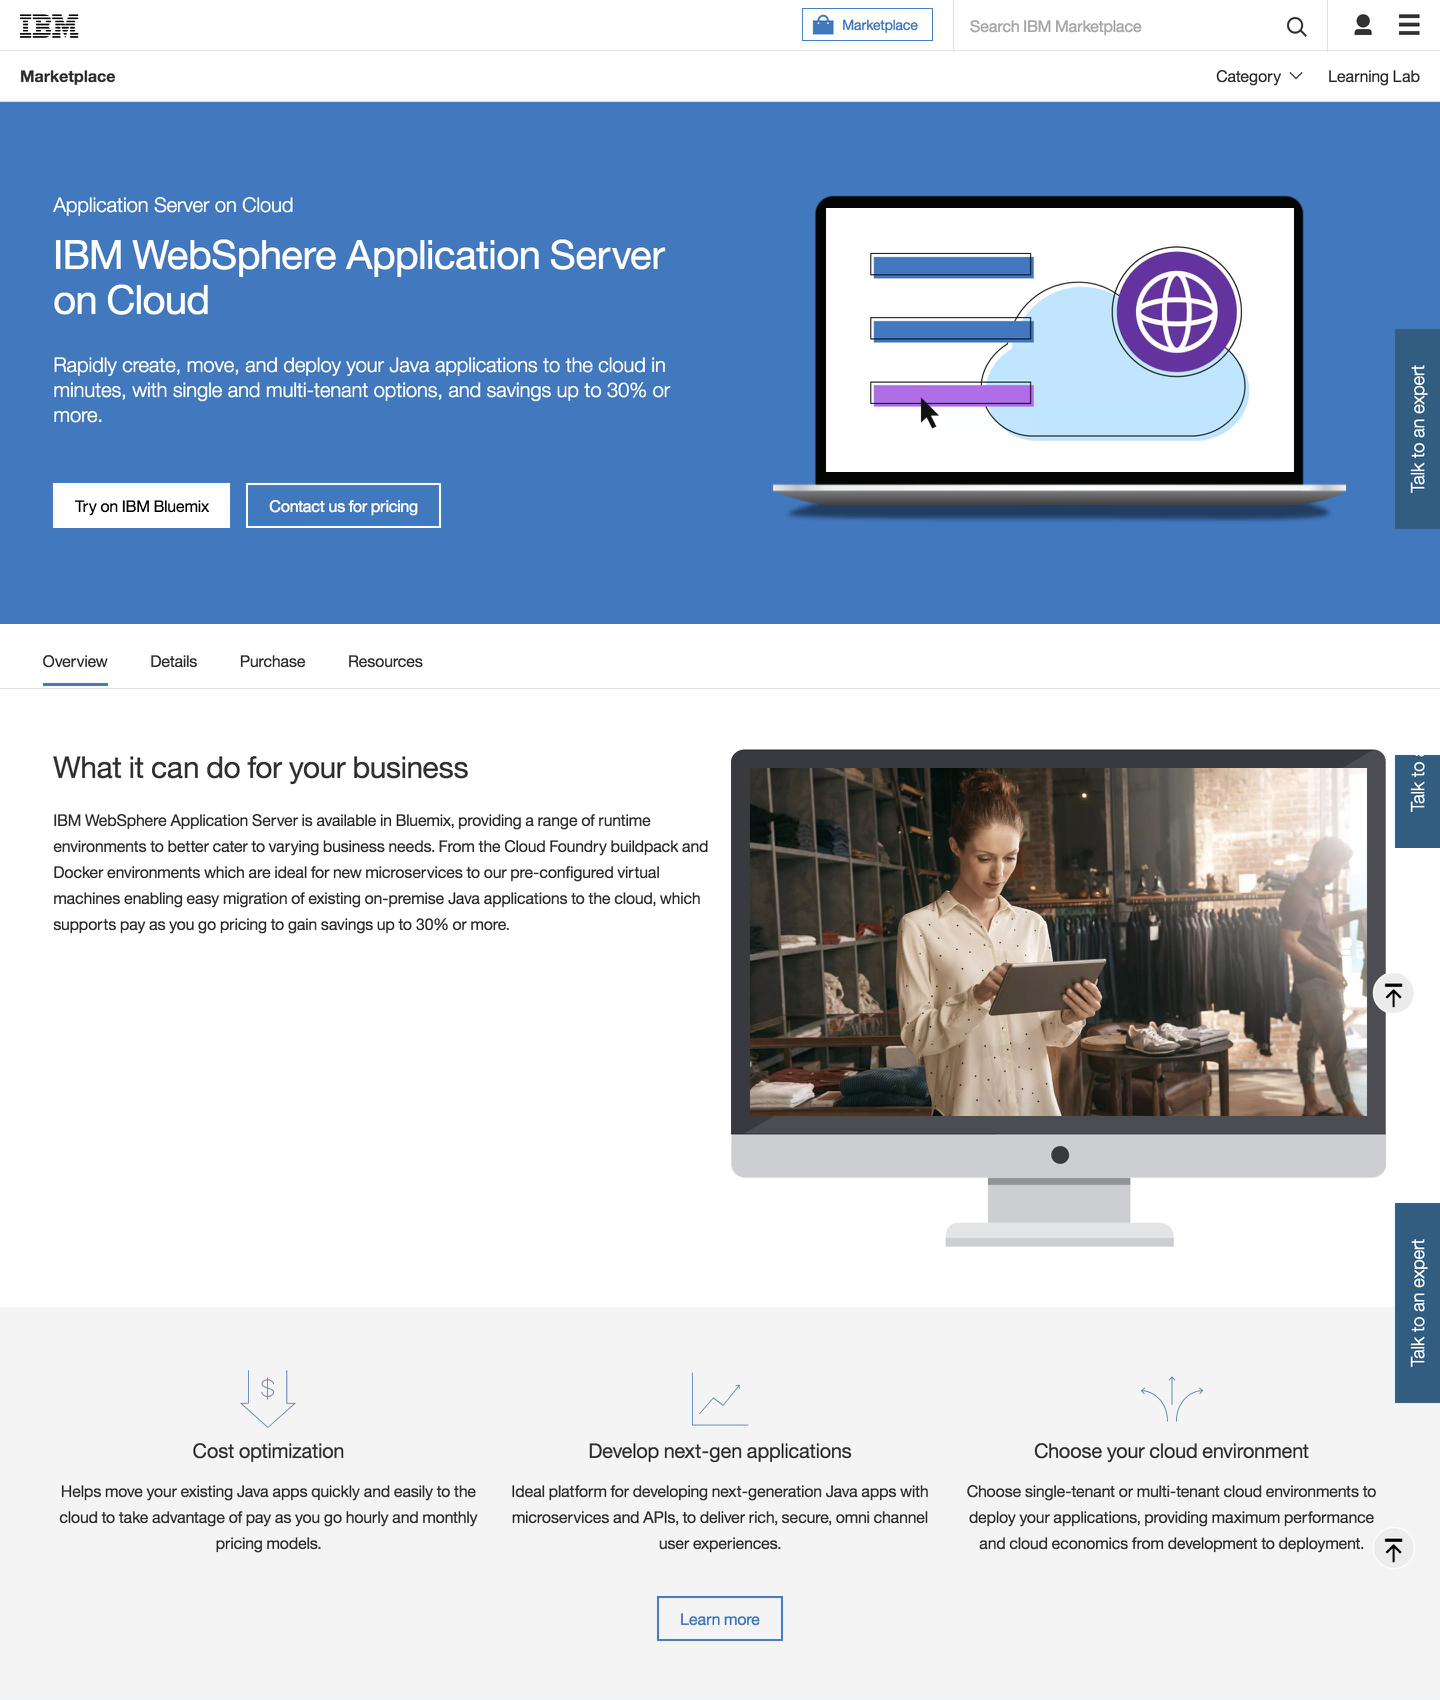 IBM
Marketplace
Search IBM Marketplace
Marketplace
Category
Learning Lab
Application Server on Cloud
IBM WebSphere Application Server
on Cloud
Rapidly create, move, and deploy your Java applications to the cloud in
minutes, with single and multi-tenant options, and savings up to 30% or
more.
Try on IBM Bluemix
Contact us for pricing
Talk to an expert
Overview
Details
Purchase
Resources
What it can do for your business
IBM WebSphere Application Server is available in Bluemix, providing a range of runtime
environments to better cater to varying business needs. From the Cloud Foundry buildpack and
Docker environments which are ideal for new microservices to our pre-configured virtual
machines enabling easy migration of existing on-premise Java applications to the cloud, which
supports pay as you go pricing to gain savings up to 30% or more.
Talk to
Talk to an expert
$
Cost optimization
Helps move your existing Java apps quickly and easily to the
cloud to take advantage of pay as you go hourly and monthly
pricing models.
Develop next-gen applications
Ideal platform for developing next-generation Java apps with
microservices and APIs, to deliver rich, secure, omni channel
user experiences.
Choose your cloud environment
Choose single-tenant or multi-tenant cloud environments to
deploy your applications, providing maximum performance
and cloud economics from development to deployment.
Learn more